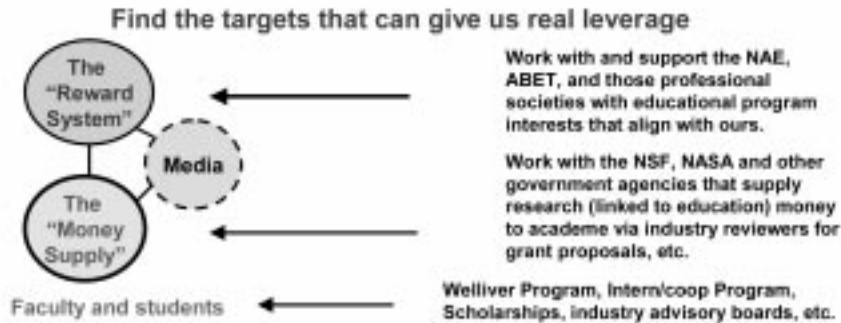 Find the targets that can give us real leverage
The
"Reward
System"
Media
The
"Money
Supply"
Faculty and students
Work with and support the NAE,
ABET, and those professional
societies with educational program
interests that align with ours.
Work with the NSF, NASA and other
government agencies that supply
research (linked to education) money
to academe via industry reviewers for
grant proposals, etc.
Welliver Program, Intern/coop Program,
Scholarships, industry advisory boards, etc.